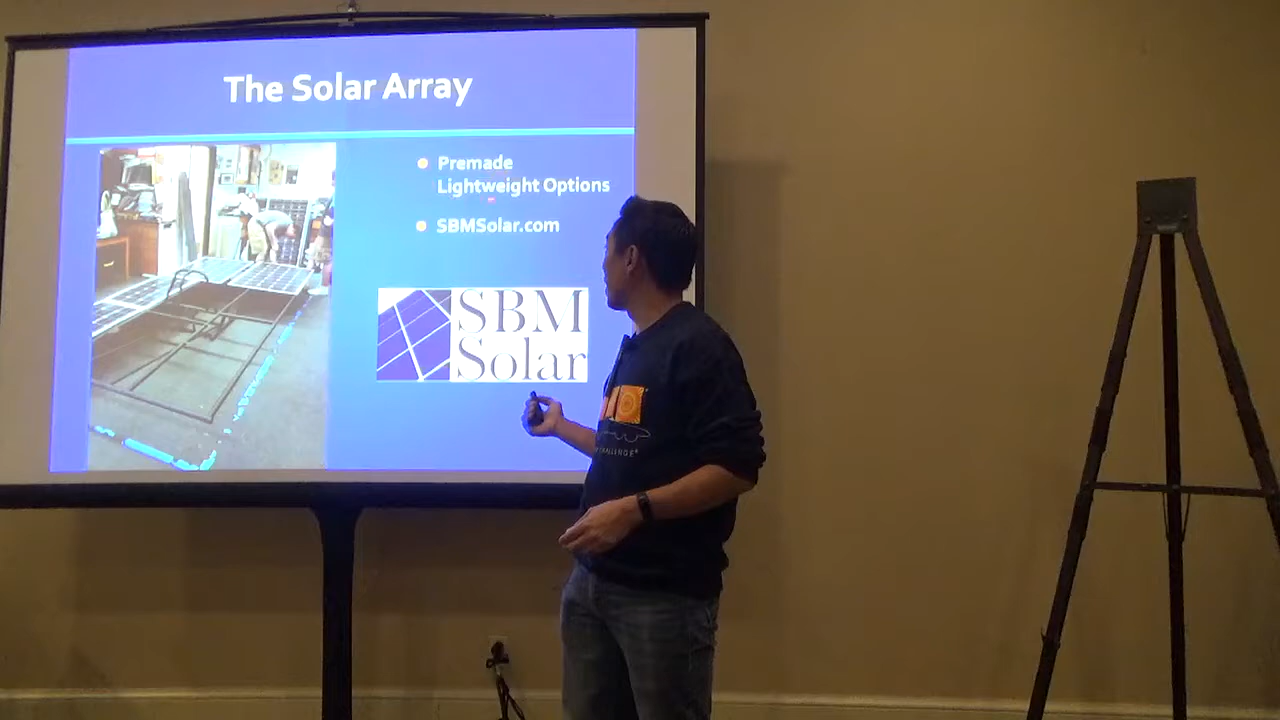 The Solar Array
Premade
Lightweight Options
SBMSolar.com
SBM
Solar